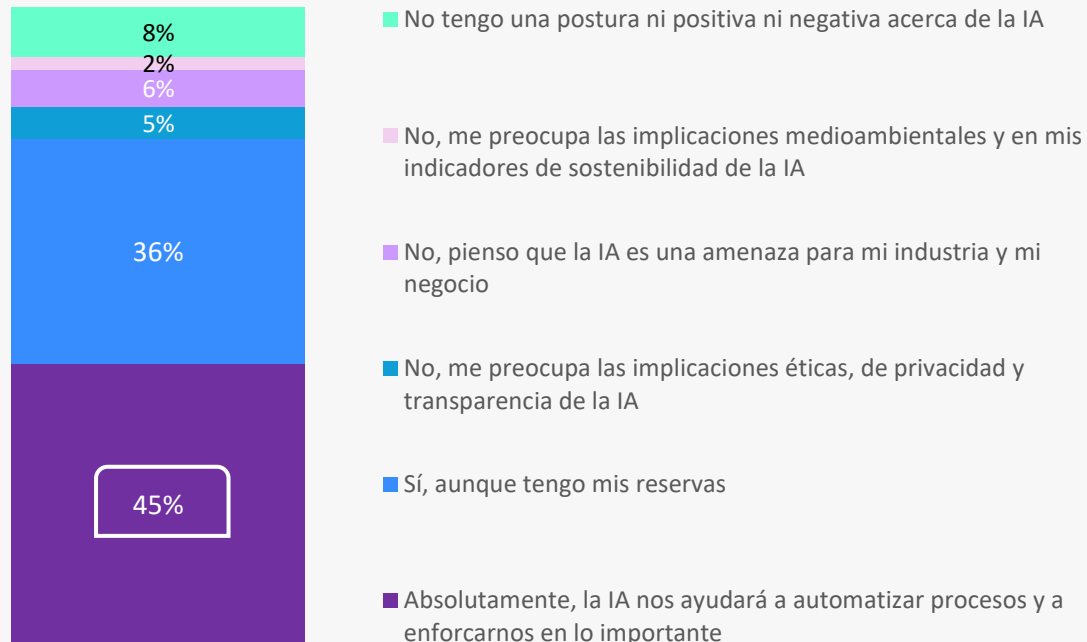 8%
2%
6%
5%
36%
45%
No tengo una postura ni positiva ni negativa acerca de la IA
No, me preocupa las implicaciones medioambientales y en mis
indicadores de sostenibilidad de la IA
No, pienso que la IA es una amenaza para mi industria y mi
negocio
No, me preocupa las implicaciones éticas, de privacidad y
transparencia de la IA
Sí, aunque tengo mis reservas
Absolutamente, la IA nos ayudará a automatizar procesos y a
enforcarnos en lo importante